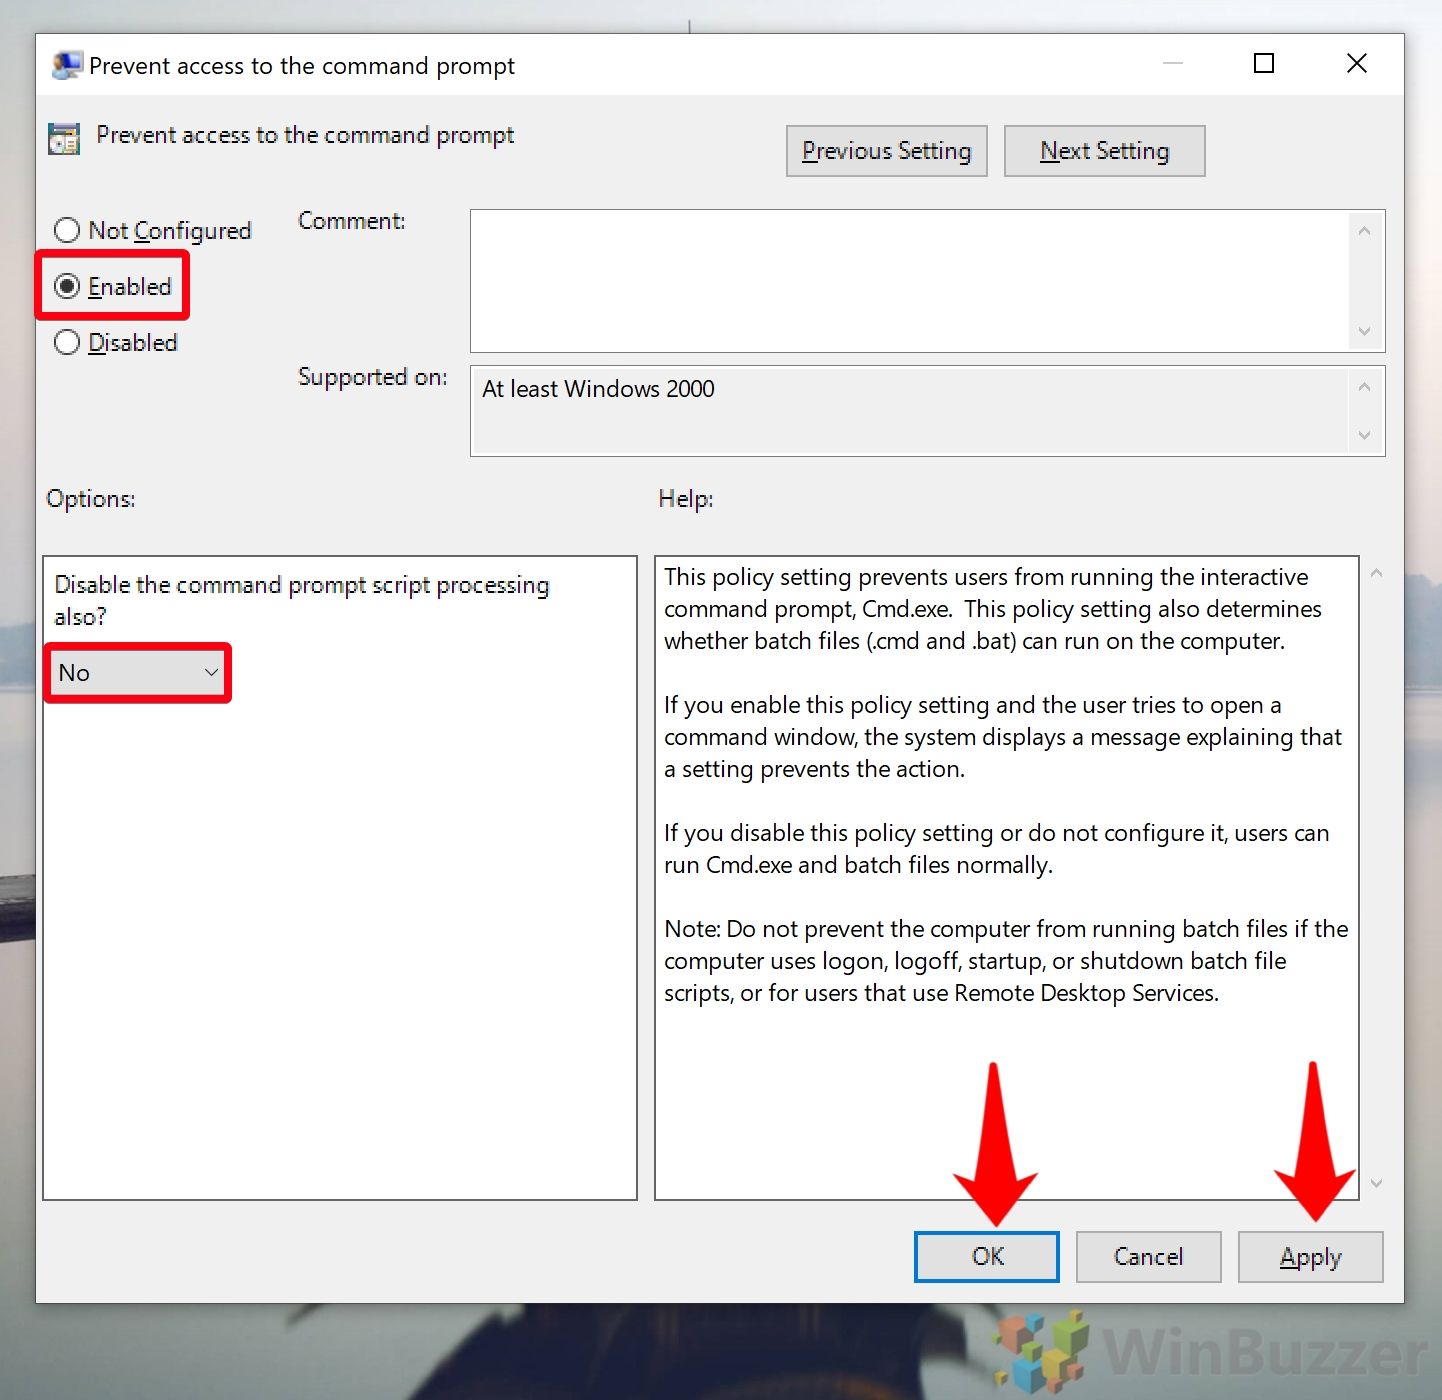 Prevent access to the command prompt
Prevent access to the command prompt
Previous Setting
Next Setting
Not Configured
Comment:
Enabled
Disabled
Supported on:
At least Windows 2000
Options:
Help:
Disable the command prompt script processing
also?
No
This policy setting prevents users from running the interactive
command prompt, Cmd.exe.  This policy setting also determines
whether batch files (.cmd and .bat) can run on the computer.
If you enable this policy setting and the user tries to open a
command window, the system displays a message explaining that
a setting prevents the action.
If you disable this policy setting or do not configure it, users can
run Cmd.exe and batch files normally.
Note: Do not prevent the computer from running batch files if the
computer uses logon, logoff, startup, or shutdown batch file
scripts, or for users that use Remote Desktop Services.
OK
Cancel
Apply
WinBuzzer